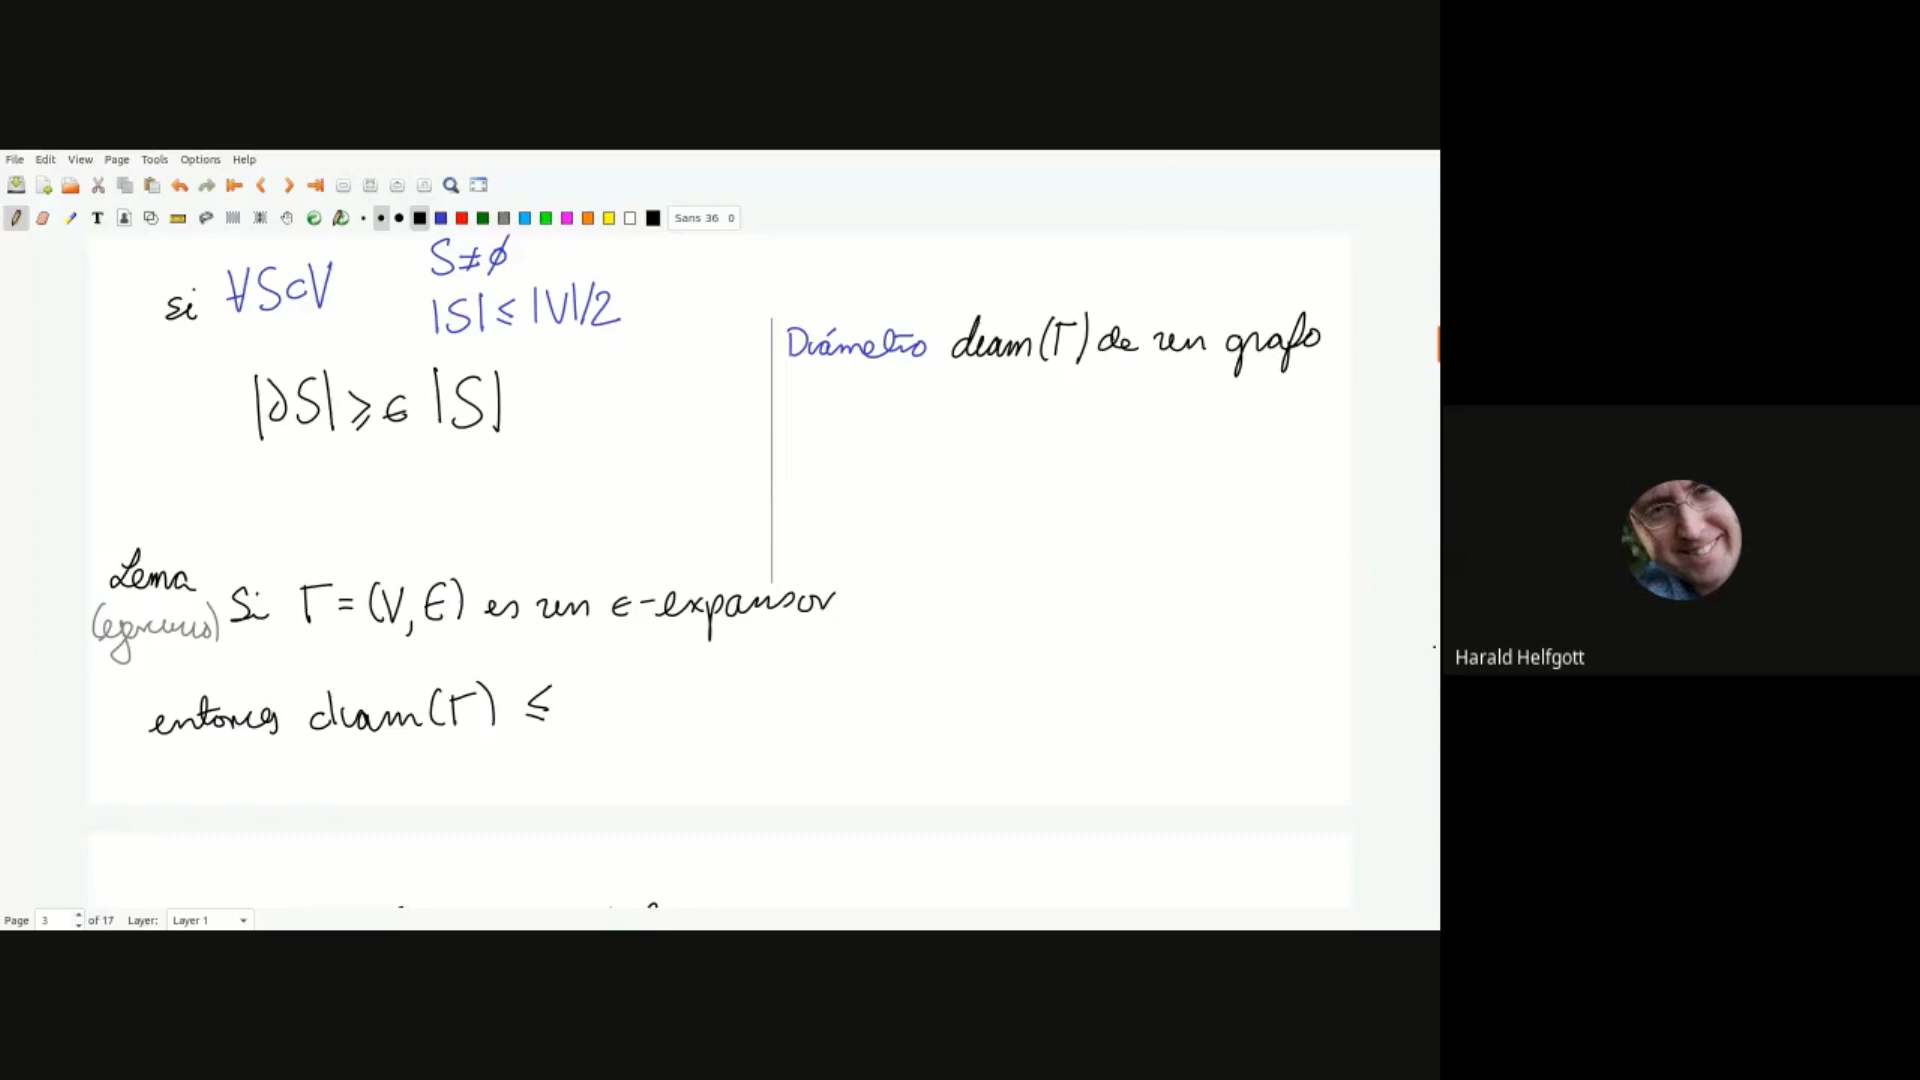 File Edit View Page Tools Options Help
Sans 36 0
S≠∅
si ∀S⊂V
|S| ≤ |V|/2
|∂S| ≥ ϵ |S|
Diámetro diam(Γ) de un grafo
Lema
(ejercicio) Si Γ = (V, E) es un ϵ-expansor
entonces diam(Γ) ≤
Harald Helfgott
Page 3 of 17 Layer: Layer 1